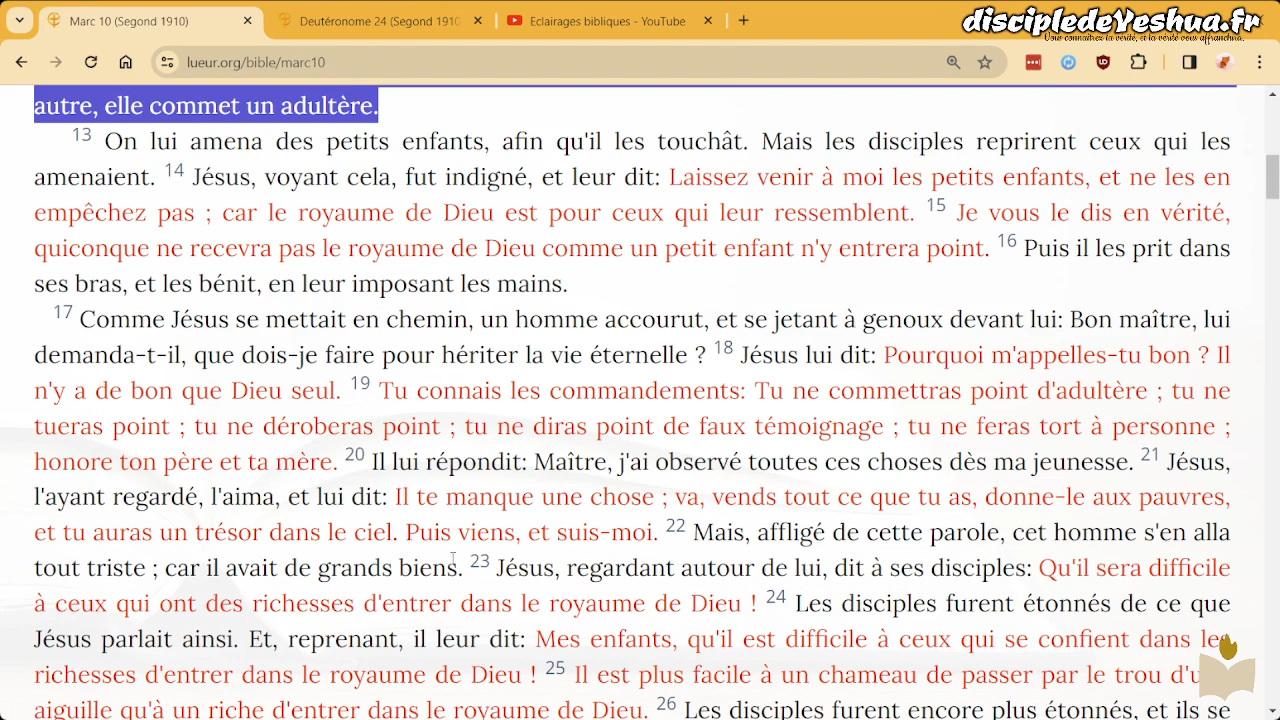 Marc 10 (Segond 1910)
Deutéronome 24 (Segond 1910
Eclairages bibliques - YouTube
discipledeYeshua.fr
Vous connaîtrez la vérité, et la vérité vous affranchira.
lueur.org/bible/marc10
autre, elle commet un adultère.
13 On lui amena des petits enfants, afin qu'il les touchât. Mais les disciples reprirent ceux qui les
amenaient. 14 Jésus, voyant cela, fut indigné, et leur dit: Laissez venir à moi les petits enfants, et ne les en
empêchez pas ; car le royaume de Dieu est pour ceux qui leur ressemblent. 15 Je vous le dis en vérité,
quiconque ne recevra pas le royaume de Dieu comme un petit enfant n'y entrera point. 16 Puis il les prit dans
ses bras, et les bénit, en leur imposant les mains.
17 Comme Jésus se mettait en chemin, un homme accourut, et se jetant à genoux devant lui: Bon maître, lui
demanda-t-il, que dois-je faire pour hériter la vie éternelle ? 18 Jésus lui dit: Pourquoi m'appelles-tu bon ? Il
n'y a de bon que Dieu seul. 19 Tu connais les commandements: Tu ne commettras point d'adultère ; tu ne
tueras point ; tu ne déroberas point ; tu ne diras point de faux témoignage ; tu ne feras tort à personne ;
honore ton père et ta mère. 20 Il lui répondit: Maître, j'ai observé toutes ces choses dès ma jeunesse. 21 Jésus,
l'ayant regardé, l'aima, et lui dit: Il te manque une chose ; va, vends tout ce que tu as, donne-le aux pauvres,
et tu auras un trésor dans le ciel. Puis viens, et suis-moi. 22 Mais, affligé de cette parole, cet homme s'en alla
tout triste ; car il avait de grands biens. 23 Jésus, regardant autour de lui, dit à ses disciples: Qu'il sera difficile
à ceux qui ont des richesses d'entrer dans le royaume de Dieu ! 24 Les disciples furent étonnés de ce que
Jésus parlait ainsi. Et, reprenant, il leur dit: Mes enfants, qu'il est difficile à ceux qui se confient dans les
richesses d'entrer dans le royaume de Dieu ! 25 Il est plus facile à un chameau de passer par le trou d'u
aiguille qu'à un riche d'entrer dans le royaume de Dieu. 26 Les disciples furent encore plus étonnés, et ils se